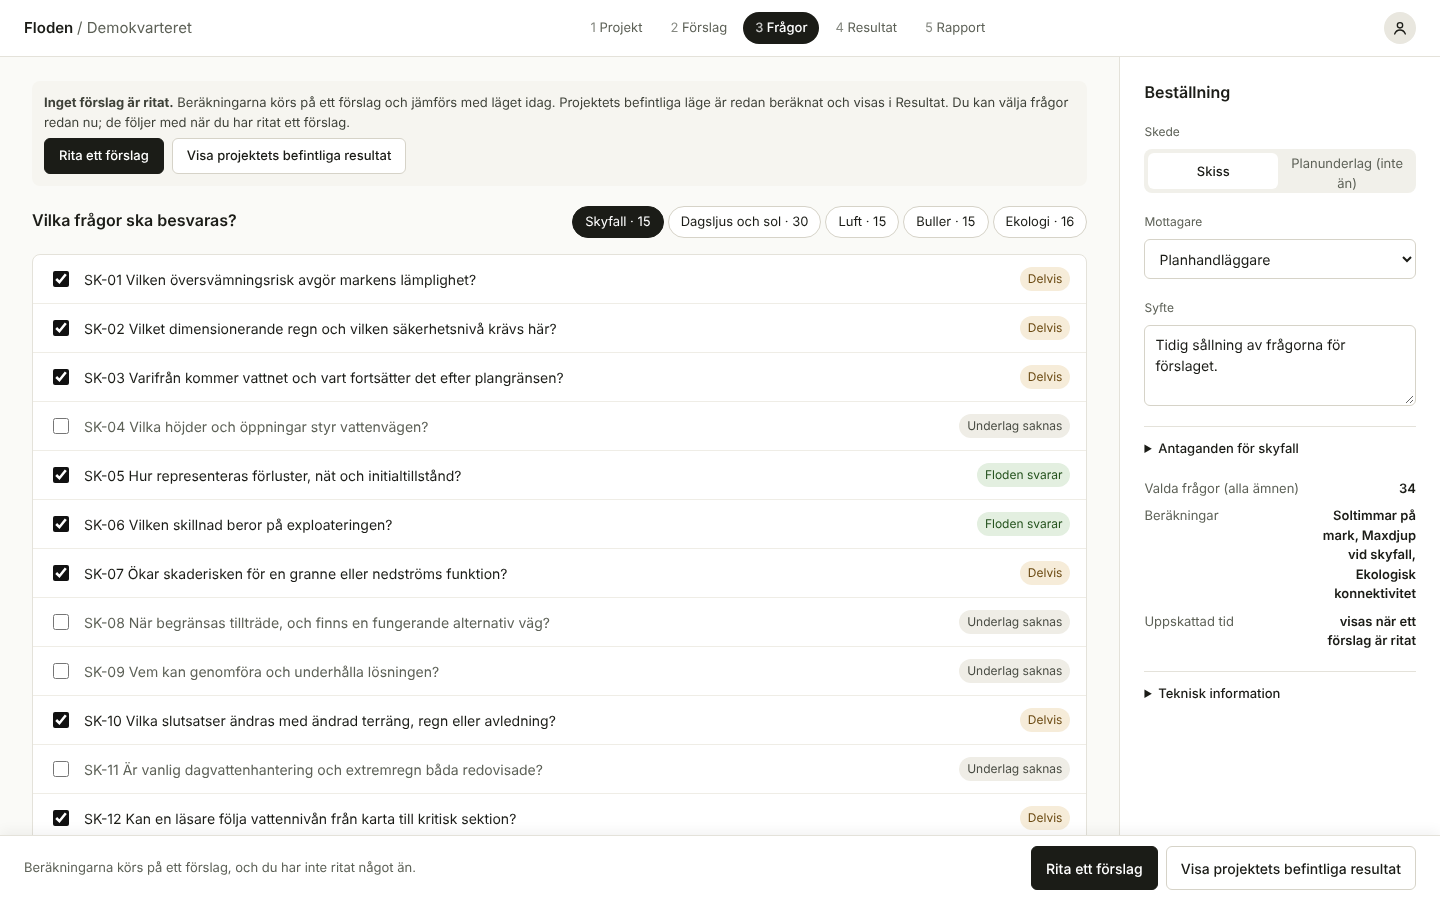 Floden / Demokvarteret
1 Projekt
2 Förslag
3 Frågor
4 Resultat
5 Rapport
Inget förslag är ritat. Beräkningarna körs på ett förslag och jämförs med läget idag. Projektets befintliga läge är redan beräknat och visas i Resultat. Du kan välja frågor
redan nu; de följer med när du har ritat ett förslag.
Rita ett förslag
Visa projektets befintliga resultat
Vilka frågor ska besvaras?
Skyfall · 15
Dagsljus och sol · 30
Luft · 15
Buller · 15
Ekologi · 16
SK-01 Vilken översvämningsrisk avgör markens lämplighet?
Delvis
SK-02 Vilket dimensionerande regn och vilken säkerhetsnivå krävs här?
Delvis
SK-03 Varifrån kommer vattnet och vart fortsätter det efter plangränsen?
Delvis
SK-04 Vilka höjder och öppningar styr vattenvägen?
Underlag saknas
SK-05 Hur representeras förluster, nät och initialtillstånd?
Floden svarar
SK-06 Vilken skillnad beror på exploateringen?
Floden svarar
SK-07 Ökar skaderisken för en granne eller nedströms funktion?
Delvis
SK-08 När begränsas tillträde, och finns en fungerande alternativ väg?
Underlag saknas
SK-09 Vem kan genomföra och underhålla lösningen?
Underlag saknas
SK-10 Vilka slutsatser ändras med ändrad terräng, regn eller avledning?
Delvis
SK-11 Är vanlig dagvattenhantering och extremregn båda redovisade?
Underlag saknas
SK-12 Kan en läsare följa vattennivån från karta till kritisk sektion?
Delvis
Beställning
Skede
Skiss
Planunderlag (inte
än)
Mottagare
Planhandläggare
Syfte
Tidig sållning av frågorna för
förslaget.
Antaganden för skyfall
Valda frågor (alla ämnen)
34
Beräkningar
Soltimmar på
mark, Maxdjup
vid skyfall,
Ekologisk
konnektivitet
Uppskattad tid
visas när ett
förslag är ritat
Teknisk information
Beräkningarna körs på ett förslag, och du har inte ritat något än.
Rita ett förslag
Visa projektets befintliga resultat